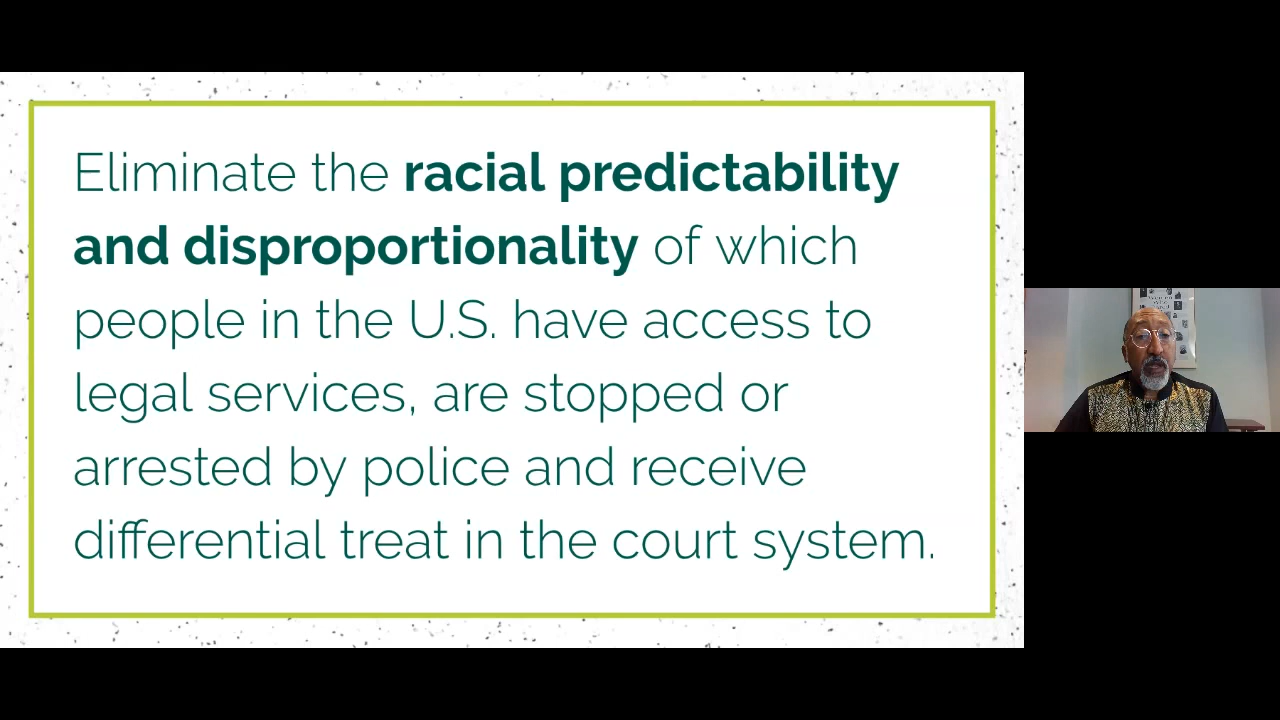 Eliminate the racial predictability
and disproportionality of which
people in the U.S. have access to
legal services, are stopped or
arrested by police and receive
differential treat in the court system.